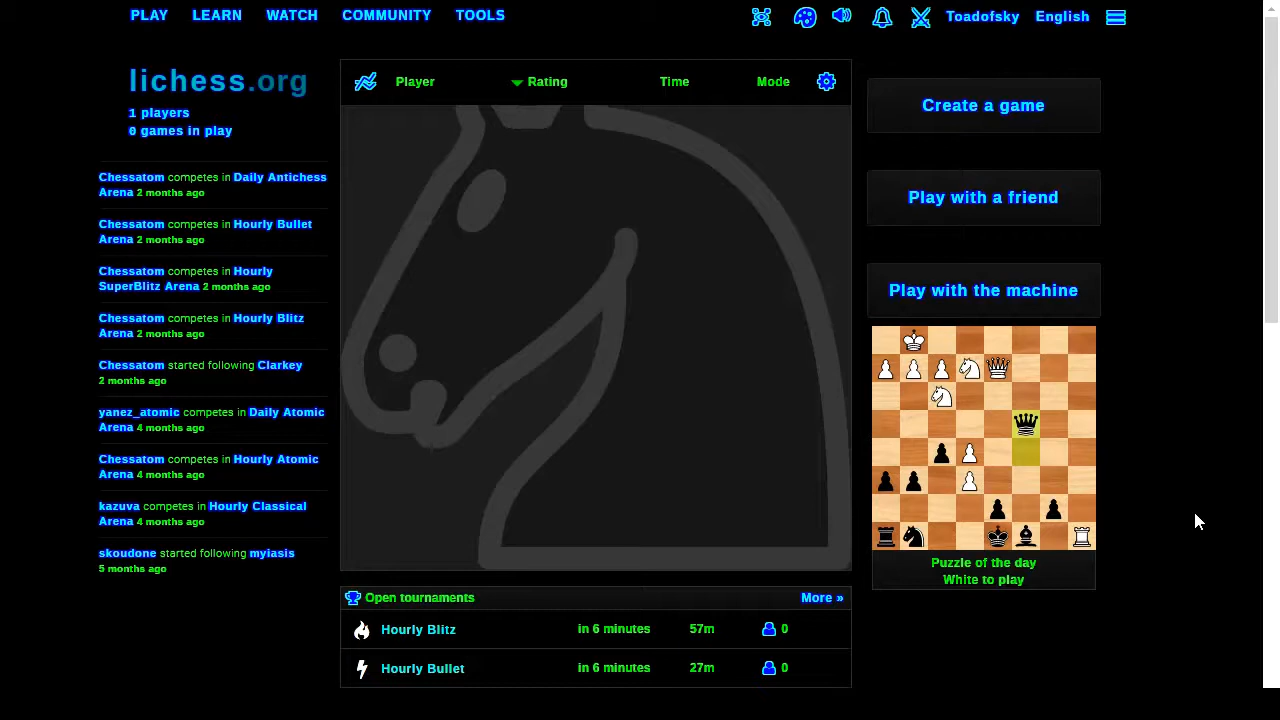 PLAY LEARN WATCH COMMUNITY TOOLS Toadofsky English
lichess.org
1 players
0 games in play
Chessatom competes in Daily Antichess
Arena 2 months ago
Chessatom competes in Hourly Bullet
Arena 2 months ago
Chessatom competes in Hourly
SuperBlitz Arena 2 months ago
Chessatom competes in Hourly Blitz
Arena 2 months ago
Chessatom started following Clarkey
2 months ago
yanez_atomic competes in Daily Atomic
Arena 4 months ago
Chessatom competes in Hourly Atomic
Arena 4 months ago
kazuva competes in Hourly Classical
Arena 4 months ago
skoudone started following myiasis
5 months ago
Player Rating Time Mode
Open tournaments More »
Hourly Blitz in 6 minutes 57m 0
Hourly Bullet in 6 minutes 27m 0
Create a game
Play with a friend
Play with the machine
Puzzle of the day
White to play